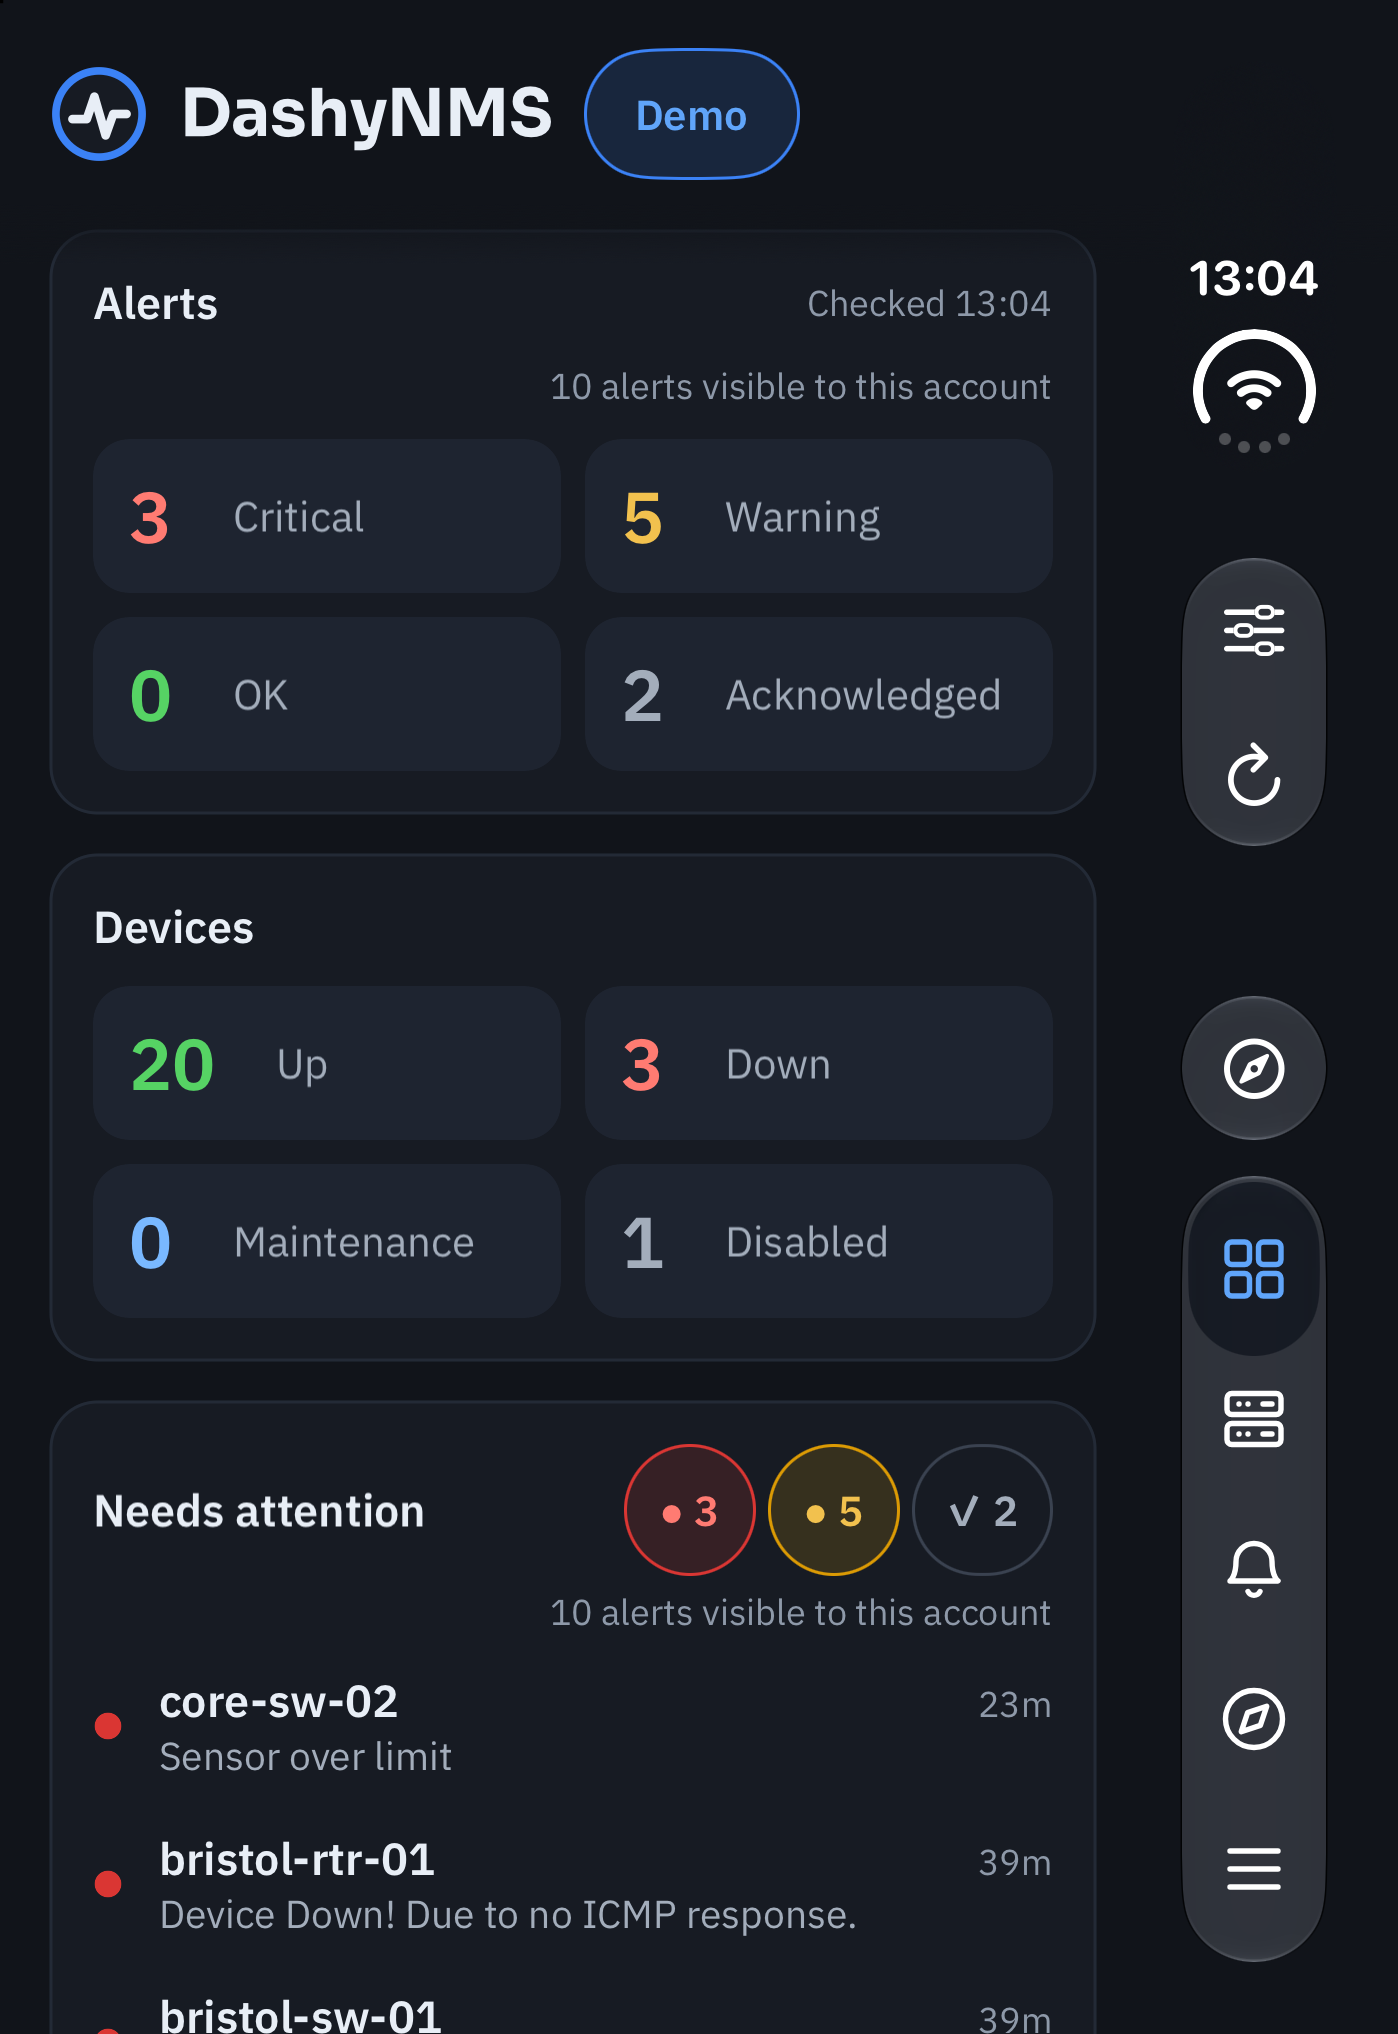 DashyNMS
Demo
13:04
Alerts
Checked 13:04
10 alerts visible to this account
3 Critical
5 Warning
0 OK
2 Acknowledged
Devices
20 Up
3 Down
0 Maintenance
1 Disabled
Needs attention
● 3
● 5
✓ 2
10 alerts visible to this account
core-sw-02
23m
Sensor over limit
bristol-rtr-01
39m
Device Down! Due to no ICMP response.
bristol-sw-01
39m